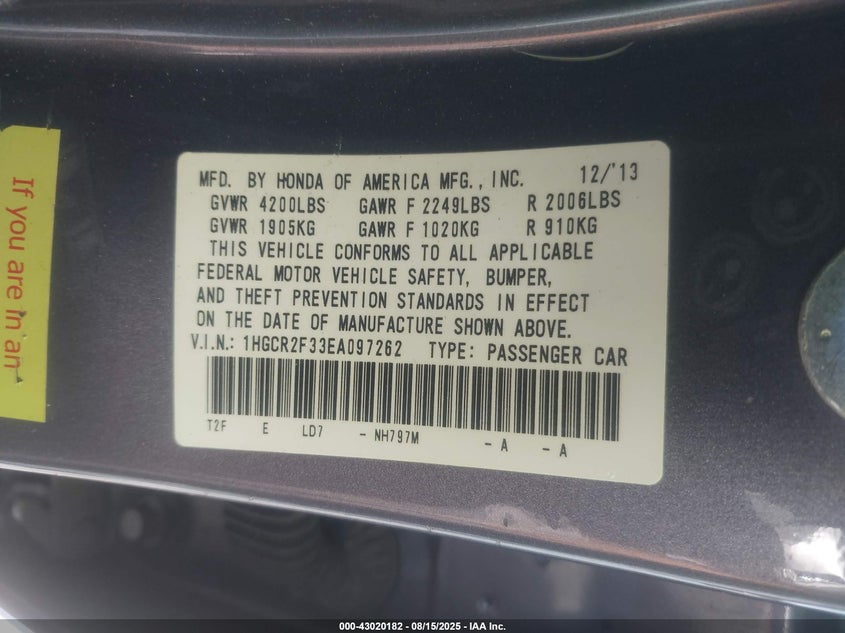 MFD. BY HONDA OF AMERICA MFG., INC. 12/'13
GVWR 4200LBS GAWR F 2249LBS R 2006LBS
GVWR 1905KG GAWR F 1020KG R 910KG
THIS VEHICLE CONFORMS TO ALL APPLICABLE
FEDERAL MOTOR VEHICLE SAFETY, BUMPER,
AND THEFT PREVENTION STANDARDS IN EFFECT
ON THE DATE OF MANUFACTURE SHOWN ABOVE.
V.I.N.: 1HGCR2F33EA097262 TYPE: PASSENGER CAR
T2F E LD7 - NH797M - A - A
If you are in an
000-43020182 - 08/15/2025 - IAA Inc.